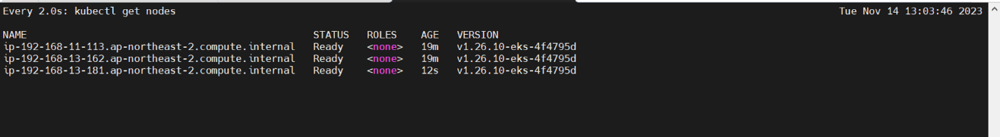 Every 2.0s: kubectl get nodes Tue Nov 14 13:03:46 2023
NAME STATUS ROLES AGE VERSION
ip-192-168-11-113.ap-northeast-2.compute.internal Ready <none> 19m v1.26.10-eks-4f4795d
ip-192-168-13-162.ap-northeast-2.compute.internal Ready <none> 19m v1.26.10-eks-4f4795d
ip-192-168-13-181.ap-northeast-2.compute.internal Ready <none> 12s v1.26.10-eks-4f4795d